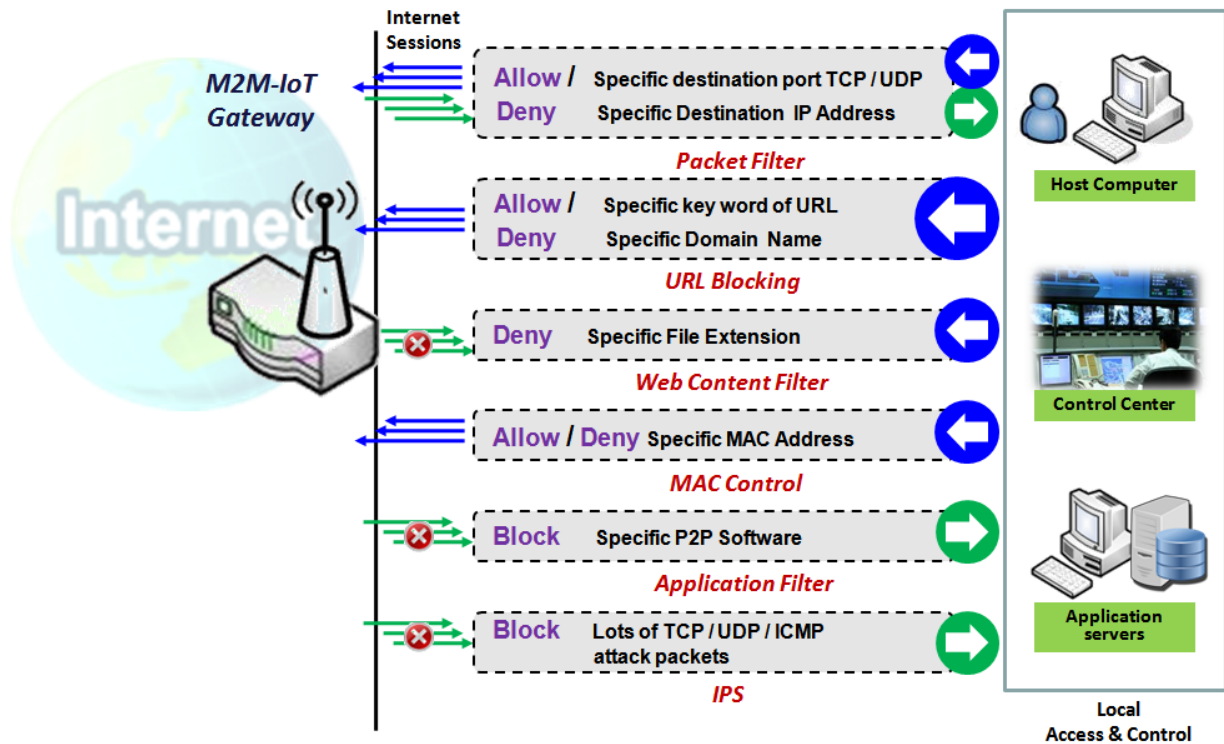 Internet
Sessions
M2M-IoT
Gateway
Internet
Allow / Specific destination port TCP / UDP
Deny Specific Destination IP Address
Packet Filter
Allow / Specific key word of URL
Deny Specific Domain Name
URL Blocking
Deny Specific File Extension
Web Content Filter
Allow / Deny Specific MAC Address
MAC Control
Block Specific P2P Software
Application Filter
Block Lots of TCP / UDP / ICMP
attack packets
IPS
Host Computer
Control Center
Application
servers
Local
Access & Control